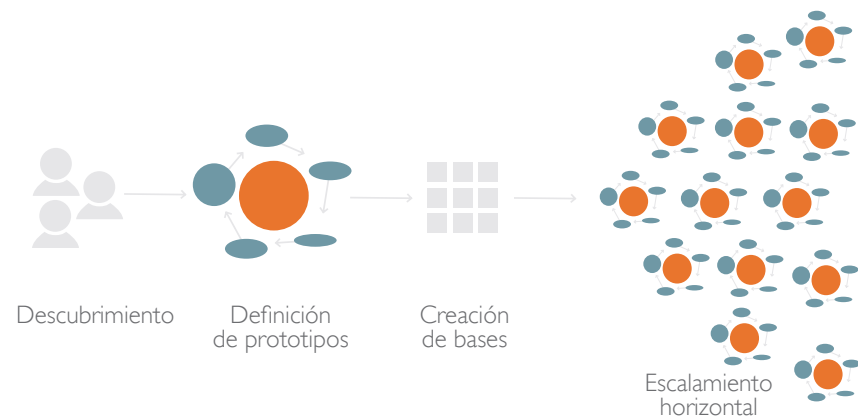 Descubrimiento
Definición
de prototipos
Creación
de bases
Escalamiento
horizontal